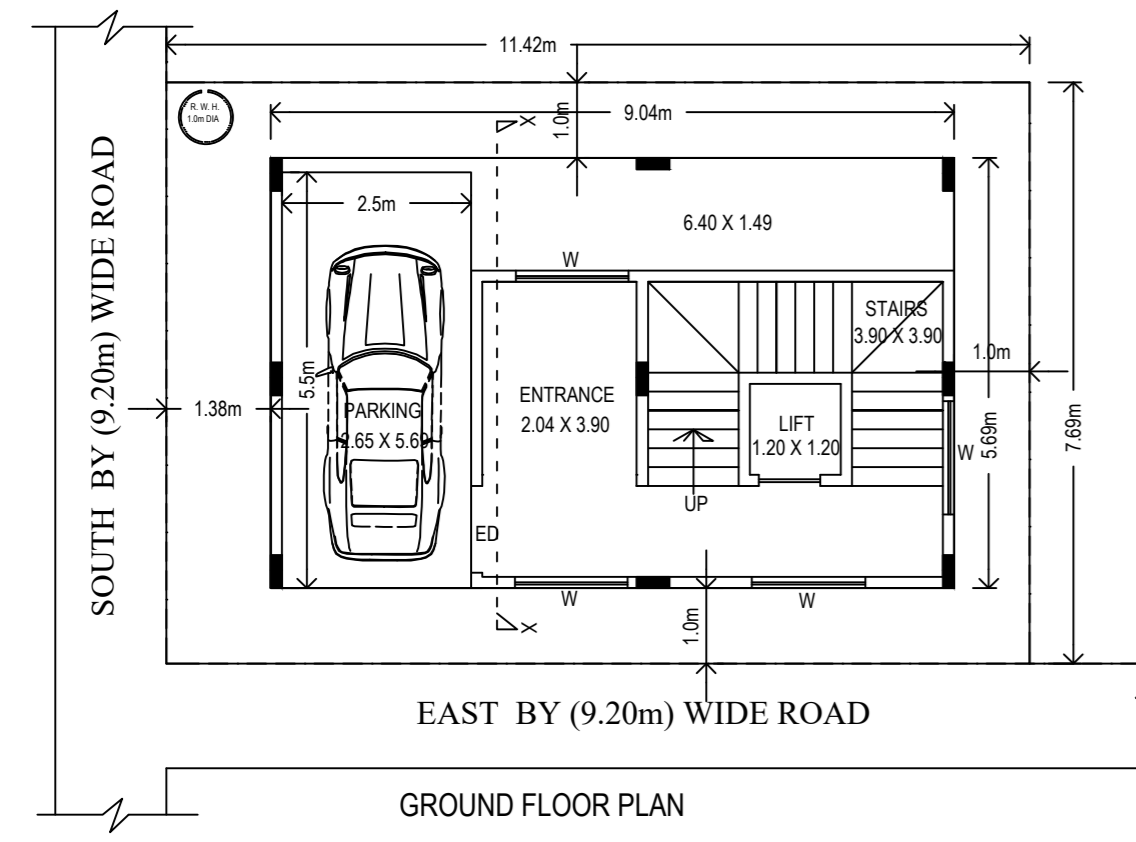 11.42m
R. W. H.
1.0m DIA
9.04m
X
1.0m
2.5m
6.40 X 1.49
W
STAIRS
3.90 X 3.90
1.0m
SOUTH BY (9.20m) WIDE ROAD
5.5m
ENTRANCE
2.04 X 3.90
1.38m
PARKING
2.65 X 5.69
LIFT
1.20 X 1.20
W
5.69m
7.69m
UP
ED
W
W
X
1.0m
EAST BY (9.20m) WIDE ROAD
GROUND FLOOR PLAN